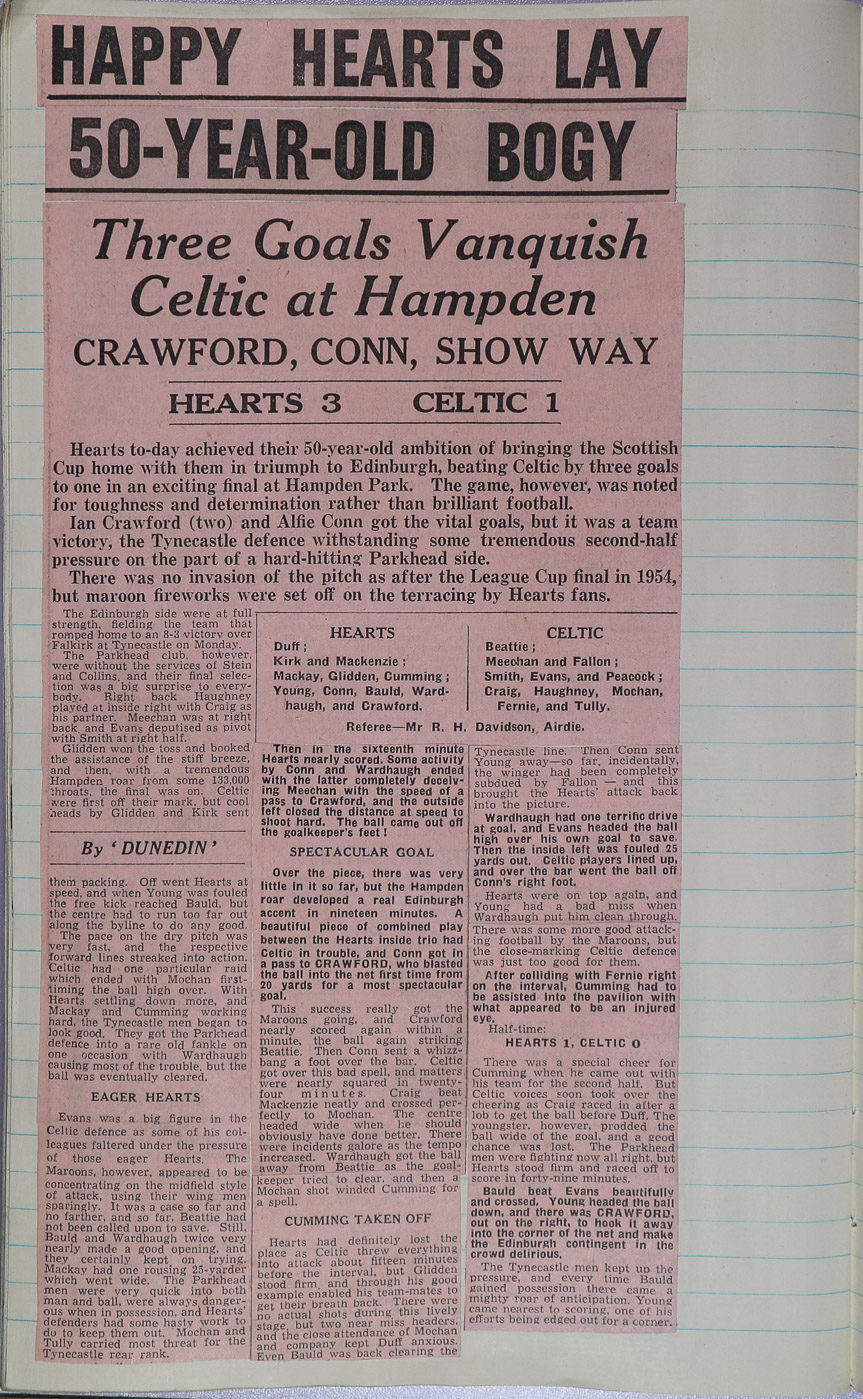 HAPPY HEARTS LAY
50-YEAR-OLD BOGY
Three Goals Vanquish
Celtic at Hampden
CRAWFORD, CONN, SHOW WAY
HEARTS 3 CELTIC 1
Hearts to-day achieved their 50-year-old ambition of bringing the Scottish
Cup home with them in triumph to Edinburgh, beating Celtic by three goals
to one in an exciting final at Hampden Park. The game, however, was noted
for toughness and determination rather than brilliant football.
Ian Crawford (two) and Alfie Conn got the vital goals, but it was a team
victory, the Tynecastle defence withstanding some tremendous second-half
pressure on the part of a hard-hitting Parkhead side.
There was no invasion of the pitch as after the League Cup final in 1954,
but maroon fireworks were set off on the terracing by Hearts fans.
The Edinburgh side were at full
strength, fielding the team that
romped home to an 8-3 victory over
Falkirk at Tynecastle on Monday.
The Parkhead club, however,
were without the services of Stein
and Collins, and their final selec-
tion was a big surprise to every-
body. Right back Haughney
played at inside right with Craig as
his partner. Meechan was at right
back and Evans deputised as pivot
with Smith at right half.
Glidden won the toss and booked
the assistance of the stiff breeze,
and then, with a tremendous
Hampden roar from some 133,000
throats, the final was on. Celtic
were first off their mark, but cool
heads by Glidden and Kirk sent
By ‘DUNEDIN’
them packing. Off went Hearts at
speed, and when Young was fouled
the free kick reached Bauld, but
the centre had to run too far out
along the byline to do any good.
The pace on the dry pitch was
very fast, and the respective
forward lines streaked into action.
Celtic had one particular raid
which ended with Mochan first-
timing the ball high over. With
Hearts settling down more, and
Mackay and Cumming working
hard, the Tynecastle men began to
look good. They got the Parkhead
defence into a rare old fankle on
one occasion with Wardhaugh
causing most of the trouble, but the
ball was eventually cleared.
EAGER HEARTS
Evans was a big figure in the
Celtic defence as some of his col-
leagues faltered under the pressure
of those eager Hearts. The
Maroons, however, appeared to be
concentrating on the midfield style
of attack, using their wing men
sparingly. It was a case so far and
no farther, and so far, Beattie had
not been called upon to save. Still,
Bauld and Wardhaugh twice very
nearly made a good opening, and
they certainly kept on trying.
Mackay had one rousing 25-yarder
which went wide. The Parkhead
men were very quick into both
man and ball, were always danger-
ous when in possession, and Hearts'
defenders had some hasty work to
do to keep them out. Mochan and
Tully carried most threat for the
Tynecastle rear rank.
HEARTS
Duff;
Kirk and Mackenzie;
Mackay, Glidden, Cumming;
Young, Conn, Bauld, Ward-
haugh, and Crawford.
CELTIC
Beattie;
Meechan and Fallon;
Smith, Evans, and Peacock;
Craig, Haughney, Mochan,
Fernie, and Tully.
Referee—Mr R. H. Davidson, Airdie.
Then in the sixteenth minute
Hearts nearly scored. Some activity
by Conn and Wardhaugh ended
with the latter completely deceiv-
ing Meechan with the speed of a
pass to Crawford, and the outside
left closed the distance at speed to
shoot hard. The ball came out off
the goalkeeper's feet!
SPECTACULAR GOAL
Over the piece, there was very
little in it so far, but the Hampden
roar developed a real Edinburgh
accent in nineteen minutes. A
beautiful piece of combined play
between the Hearts inside trio had
Celtic in trouble, and Conn got in
a pass to CRAWFORD, who blasted
the ball into the net first time from
20 yards for a most spectacular
goal.
This success really got the
Maroons going, and Crawford
nearly scored again within a
minute, the ball again striking
Beattie. Then Conn sent a whizz-
bang a foot over the bar. Celtic
got over this bad spell, and matters
were nearly squared in twenty-
four minutes. Craig beat
Mackenzie neatly and crossed per-
fectly to Mochan. The centre
headed wide when he should
obviously have done better. There
were incidents galore as the tempo
increased. Wardhaugh got the ball
away from Beattie as the goal-
keeper tried to clear, and then a
Mochan shot winded Cumming for
a spell.
CUMMING TAKEN OFF
Hearts had definitely lost the
place as Celtic threw everything
into attack about fifteen minutes
before the interval, but Glidden
stood firm, and through his good
example enabled his team-mates to
get their breath back. There were
no actual shots during this lively
stage, but two near miss headers,
and the close attendance of Mochan
and company kept Duff anxious.
Even Bauld was back clearing the
Tynecastle line. Then Conn sent
Young away—so far, incidentally,
the winger had been completely
subdued by Fallon — and this
brought the Hearts' attack back
into the picture.
Wardhaugh had one terrific drive
at goal, and Evans headed the ball
high over his own goal to save.
Then the inside left was fouled 25
yards out. Celtic players lined up,
and over the bar went the ball off
Conn's right foot.
Hearts were on top again, and
Young had a bad miss when
Wardhaugh put him clean through.
There was some more good attack-
ing football by the Maroons, but
the close-marking Celtic defence
was just too good for them.
After colliding with Fernie right
on the interval, Cumming had to
be assisted into the pavilion with
what appeared to be an injured
eye.
Half-time:
HEARTS 1, CELTIC 0
There was a special cheer for
Cumming when he came out with
his team for the second half. But
Celtic voices soon took over the
cheering as Craig raced in after a
lob to get the ball before Duff. The
youngster, however, prodded the
ball wide of the goal, and a good
chance was lost. The Parkhead
men were fighting now all right, but
Hearts stood firm and raced off to
score in forty-nine minutes.
Bauld beat Evans beautifully
and crossed. Young headed the ball
down, and there was CRAWFORD,
out on the right, to hook it away
into the corner of the net and make
the Edinburgh contingent in the
crowd delirious.
The Tynecastle men kept up the
pressure, and every time Bauld
gained possession there came a
mighty roar of anticipation. Young
came nearest to scoring, one of his
efforts being edged out for a corner.